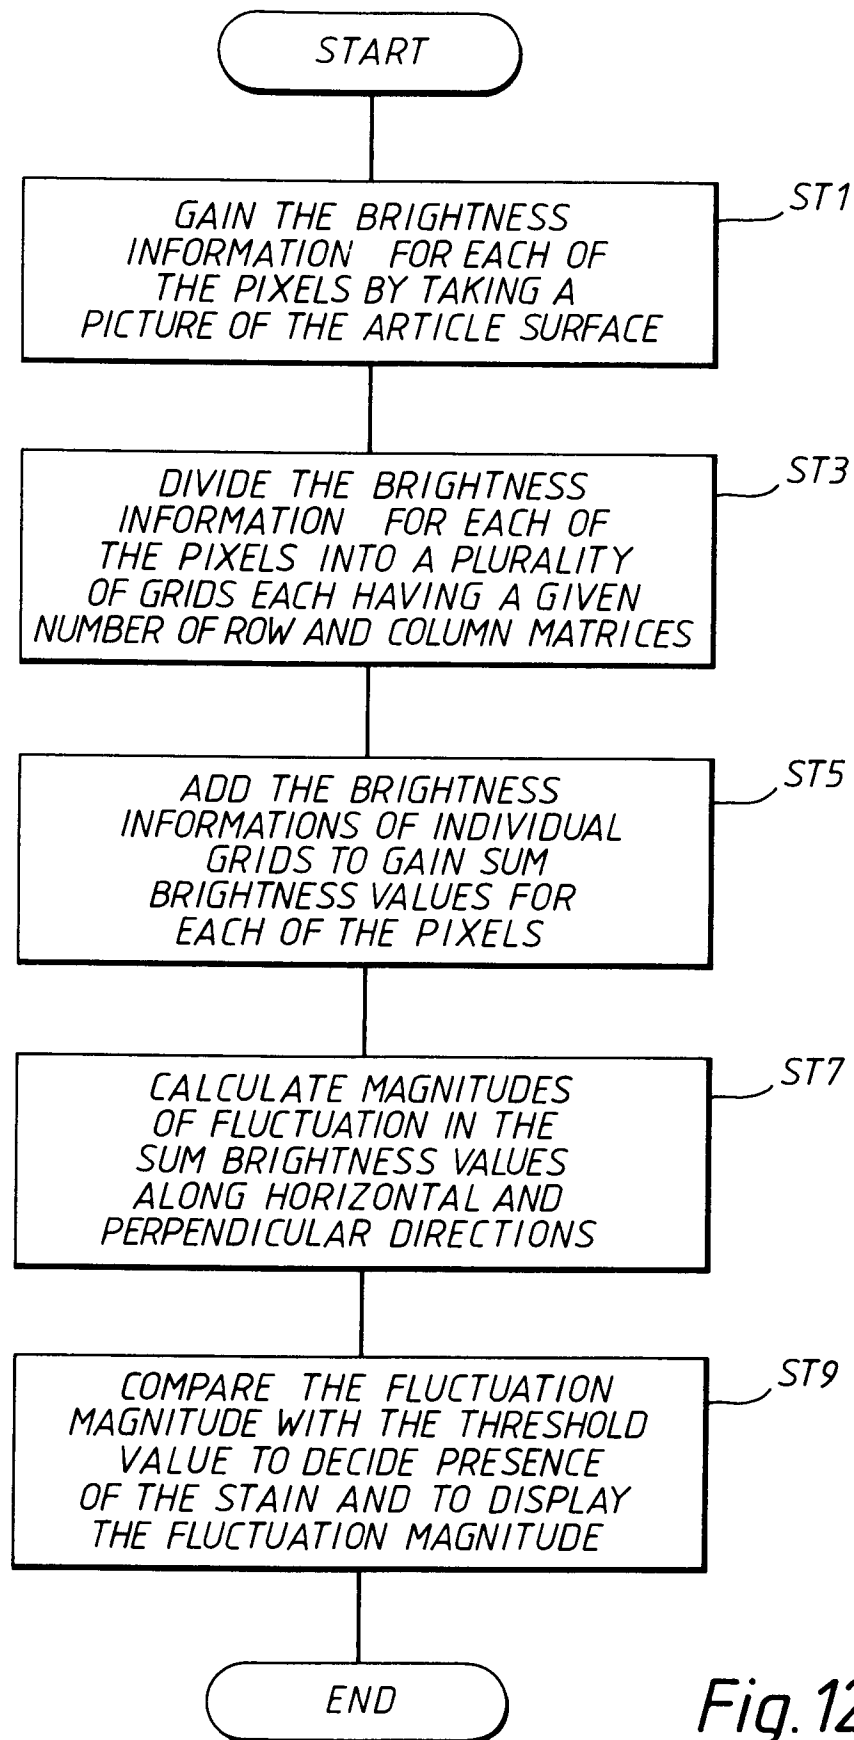 START
GAIN THE BRIGHTNESS
INFORMATION FOR EACH OF
THE PIXELS BY TAKING A
PICTURE OF THE ARTICLE SURFACE
ST1
DIVIDE THE BRIGHTNESS
INFORMATION FOR EACH OF
THE PIXELS INTO A PLURALITY
OF GRIDS EACH HAVING A GIVEN
NUMBER OF ROW AND COLUMN MATRICES
ST3
ADD THE BRIGHTNESS
INFORMATIONS OF INDIVIDUAL
GRIDS TO GAIN SUM
BRIGHTNESS VALUES FOR
EACH OF THE PIXELS
ST5
CALCULATE MAGNITUDES
OF FLUCTUATION IN THE
SUM BRIGHTNESS VALUES
ALONG HORIZONTAL AND
PERPENDICULAR DIRECTIONS
ST7
COMPARE THE FLUCTUATION
MAGNITUDE WITH THE THRESHOLD
VALUE TO DECIDE PRESENCE
OF THE STAIN AND TO DISPLAY
THE FLUCTUATION MAGNITUDE
ST9
END
Fig. 12